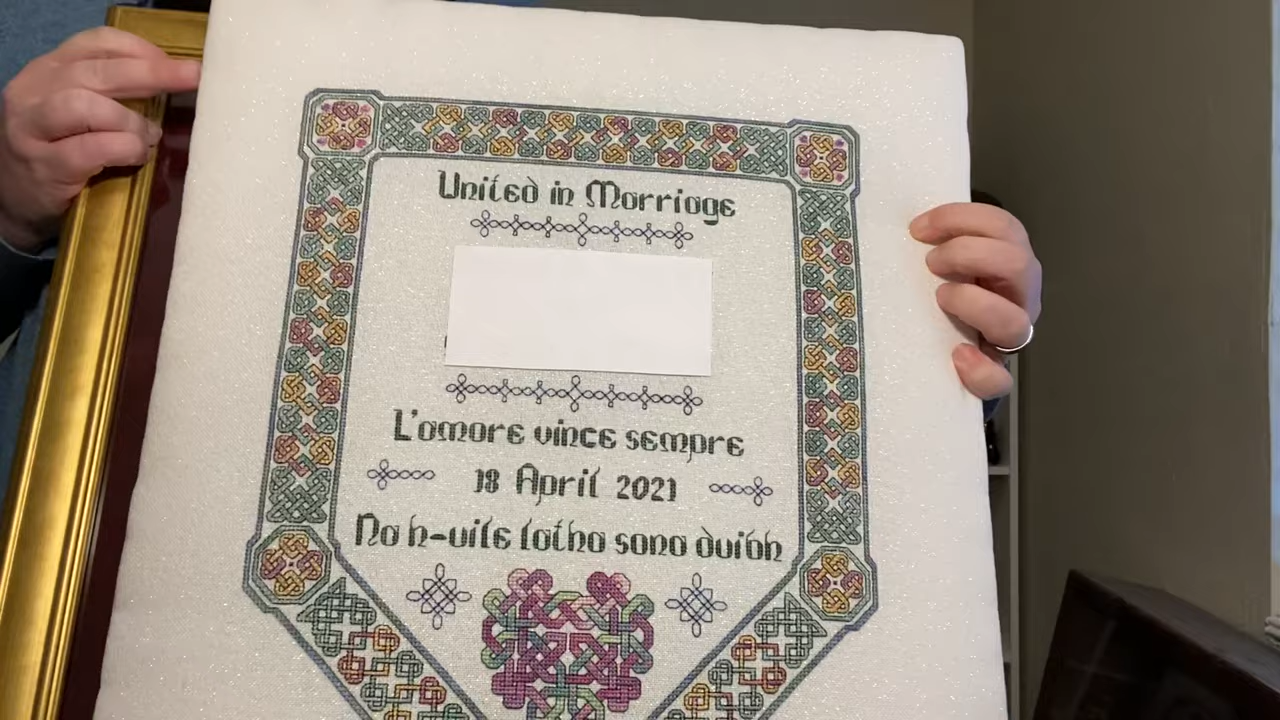 United in Marriage
L'amore vince sempre
18 April 2021
Na h-uile latha sona duibh